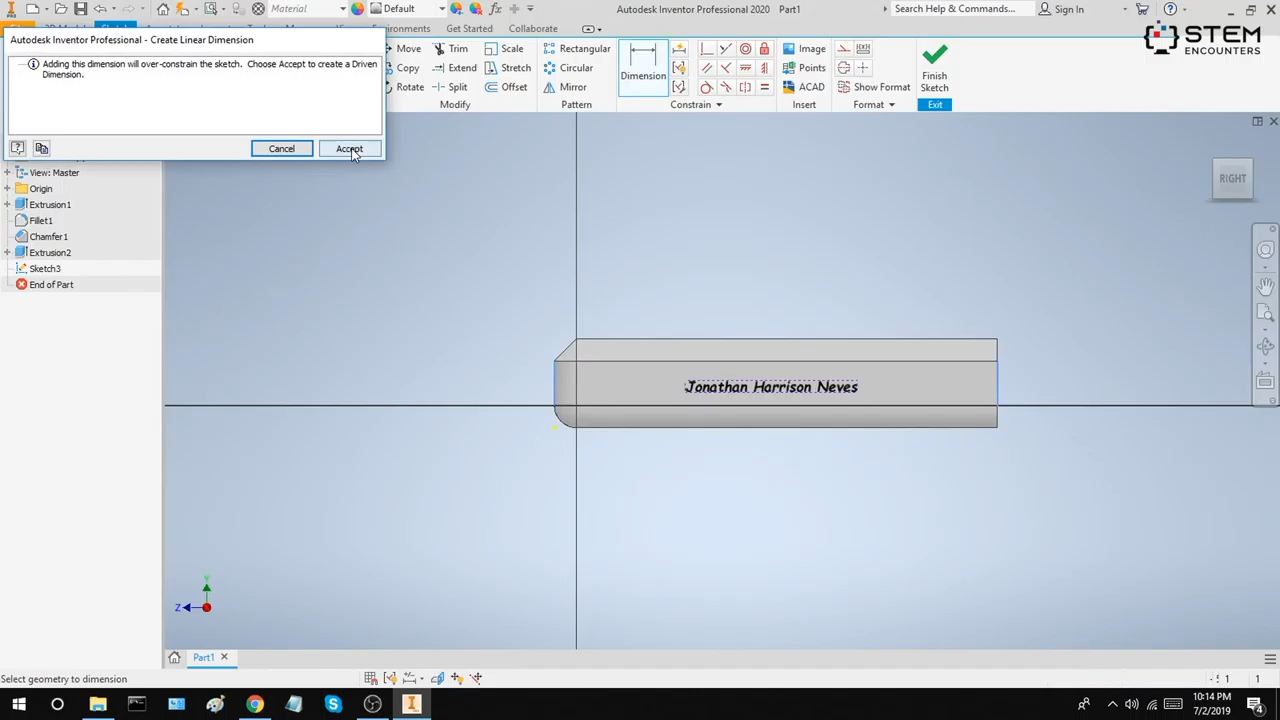 Material
Default
Autodesk Inventor Professional 2020 Part1
Search Help & Commands...
Sign In
STEM
ENCOUNTERS
Get Started
Collaborate
Autodesk Inventor Professional - Create Linear Dimension
Adding this dimension will over-constrain the sketch. Choose Accept to create a Driven
Dimension.
Cancel
Accept
Move
Trim
Scale
Copy
Extend
Stretch
Rotate
Split
Offset
Modify
Rectangular
Circular
Mirror
Pattern
Dimension
Constrain
Image
Points
ACAD
Insert
Show Format
Format
Finish
Sketch
Exit
View: Master
Origin
Extrusion1
Fillet1
Chamfer1
Extrusion2
Sketch3
End of Part
RIGHT
Jonathan Harrison Neves
Y
Z
Part1
Select geometry to dimension
1
10:14 PM
7/2/2019
4